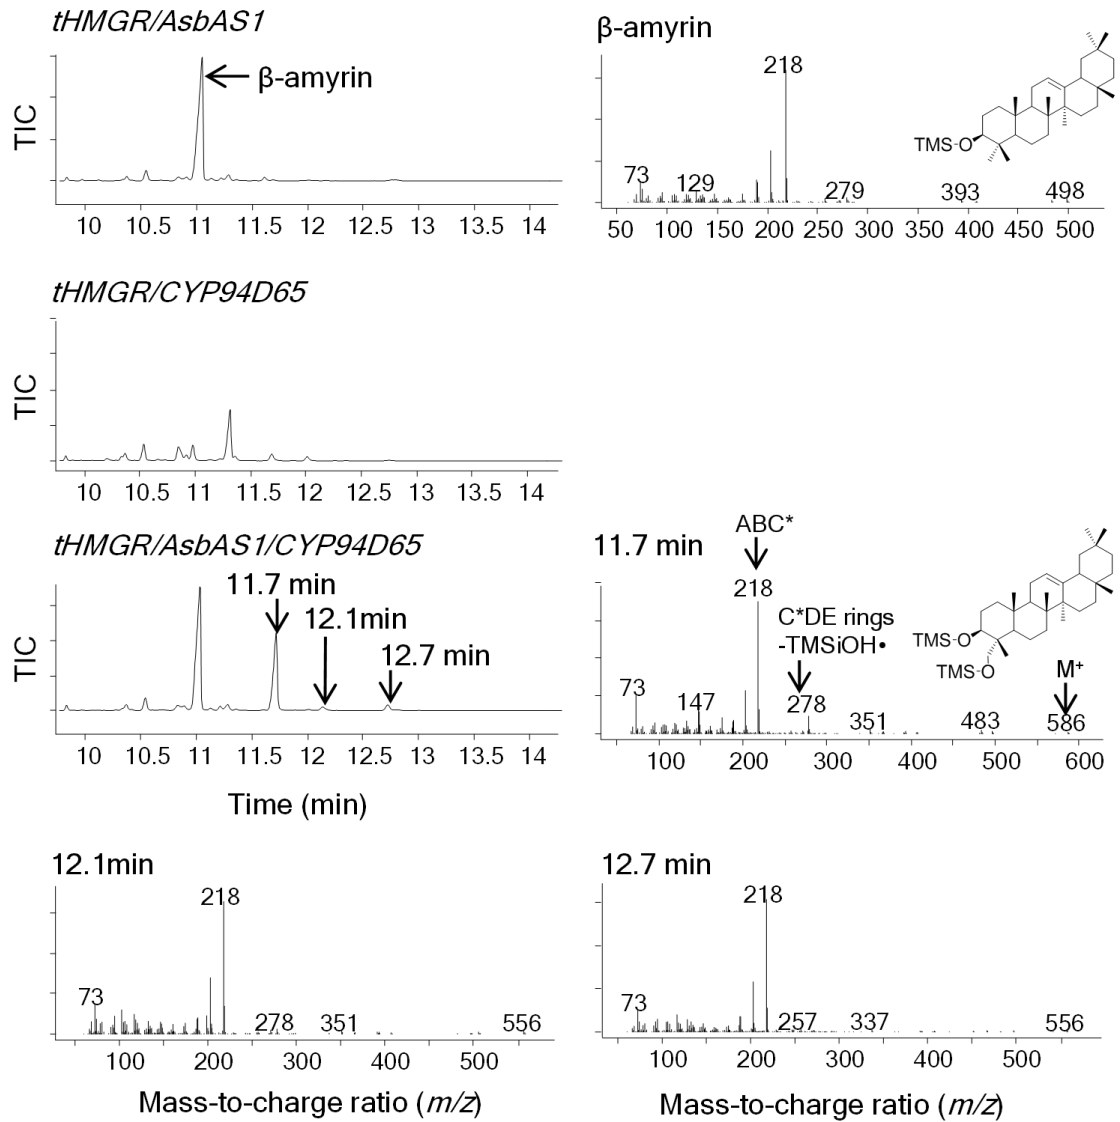 tHMGR/AsbAS1
TIC
β-amyrin
10 10.5 11 11.5 12 12.5 13 13.5 14
β-amyrin
218
73
129
279
393
498
TMS-O
50 100 150 200 250 300 350 400 450 500
tHMGR/CYP94D65
TIC
10 10.5 11 11.5 12 12.5 13 13.5 14
tHMGR/AsbAS1/CYP94D65
TIC
11.7 min
12.1min
12.7 min
10 10.5 11 11.5 12 12.5 13 13.5 14
Time (min)
11.7 min
ABC*
218
C*DE rings
-TMSiOH•
73
147
278
351
483
586
M+
TMS-O
TMS-O
100 200 300 400 500 600
12.1min
218
73
278
351
556
100 200 300 400 500
Mass-to-charge ratio (m/z)
12.7 min
218
73
257
337
556
100 200 300 400 500
Mass-to-charge ratio (m/z)